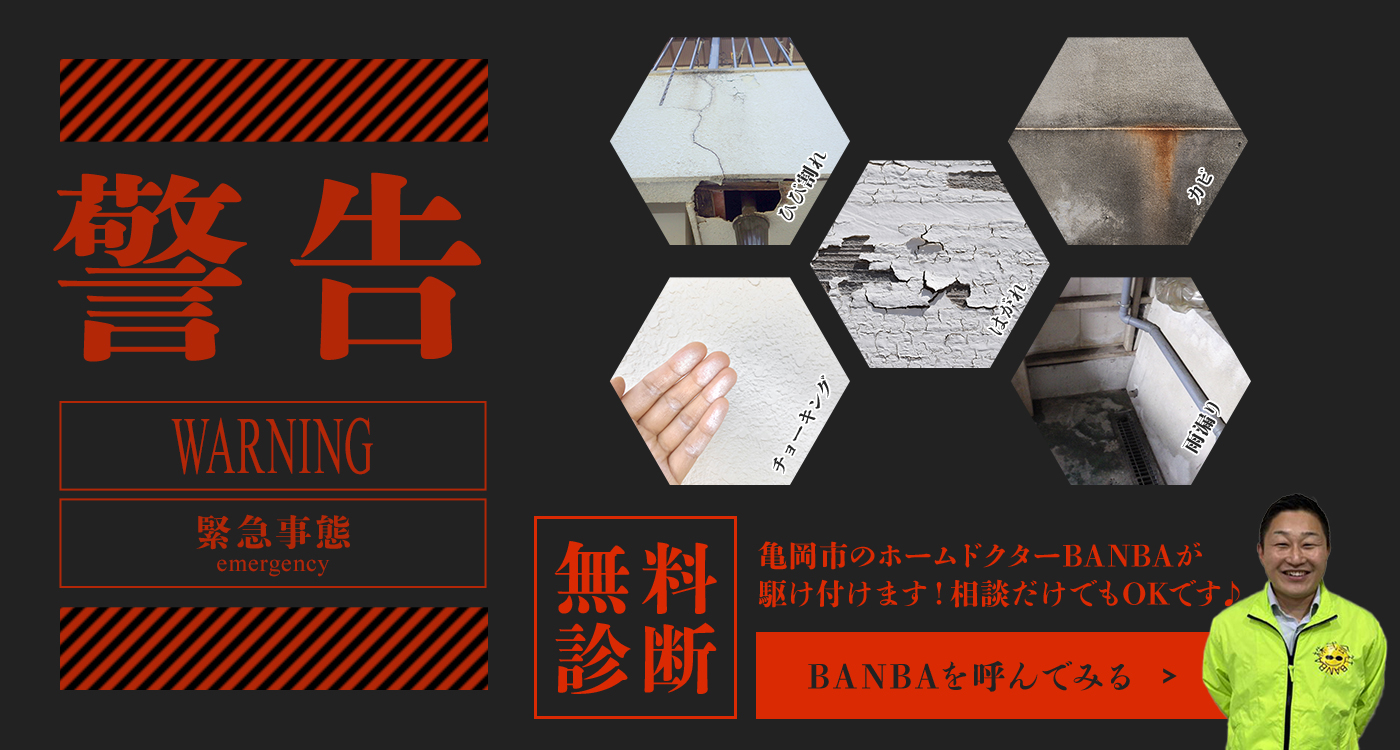 警告
WARNING
緊急事態
emergency
ひび割れ
カビ
はがれ
チョーキング
雨漏り
無料
診断
亀岡市のホームドクターBANBAが
駆け付けます！相談だけでもOKです♪
BANBAを呼んでみる >
BANBA